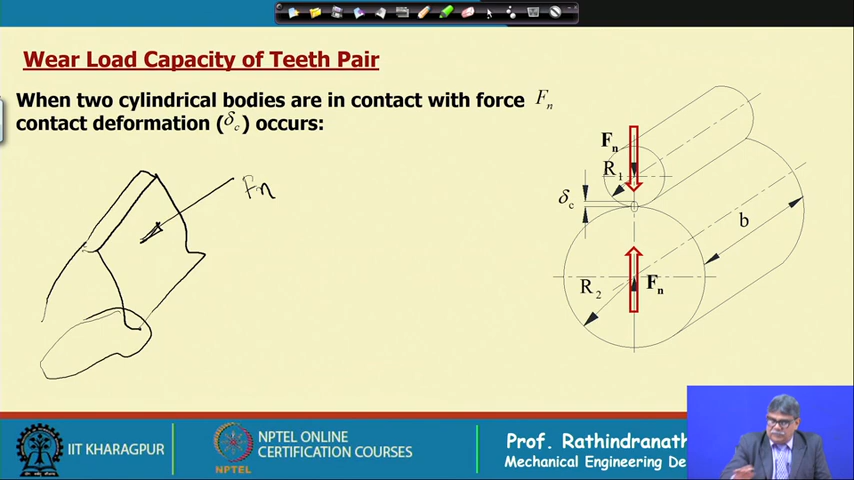 Wear Load Capacity of Teeth Pair
When two cylindrical bodies are in contact with force Fn
contact deformation (δc) occurs:
Fn
Fn
R1
δc
b
R2
Fn
IIT KHARAGPUR
NPTEL
NPTEL ONLINE
CERTIFICATION COURSES
Prof. Rathindranath
Mechanical Engineering De